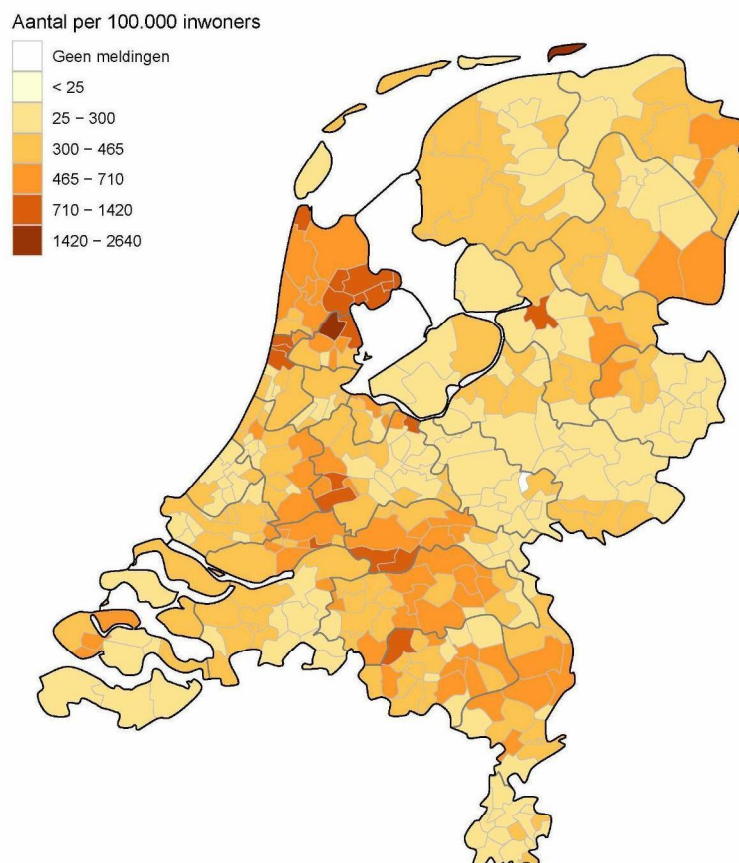 Aantal per 100.000 inwoners
Geen meldingen
< 25
25 − 300
300 − 465
465 − 710
710 − 1420
1420 − 2640